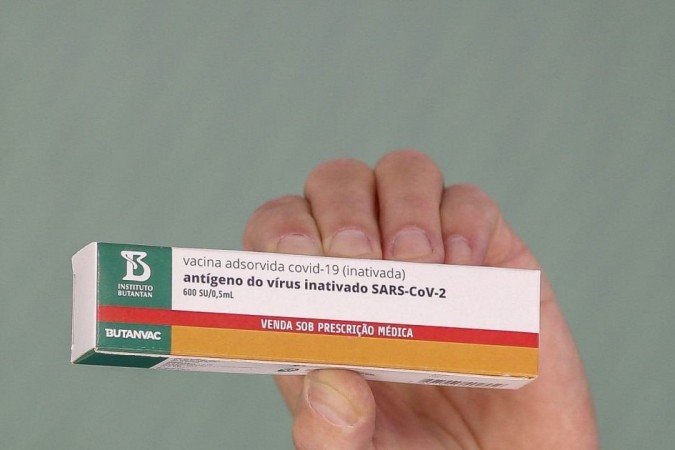 INSTITUTO
BUTANTAN
BUTANVAC
vacina adsorvida covid-19 (inativada)
antígeno do vírus inativado SARS-CoV-2
600 SU/0,5mL
VENDA SOB PRESCRIÇÃO MÉDICA